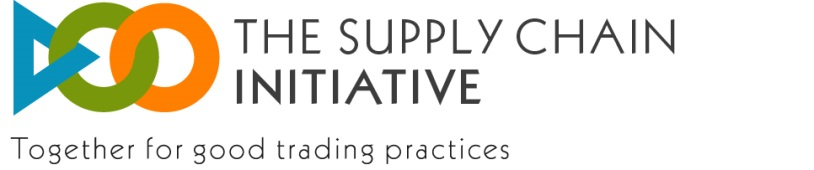 THE SUPPLY CHAIN
INITIATIVE
Together for good trading practices